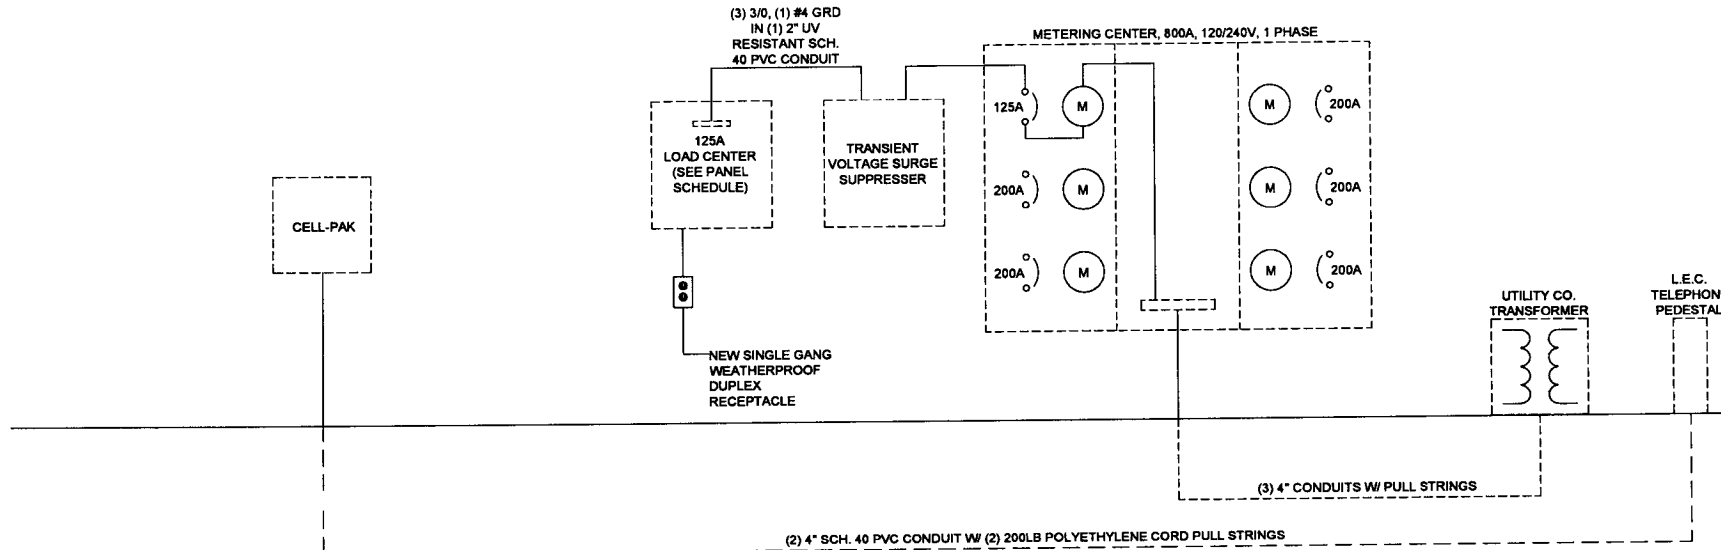 (3) 3/0, (1) #4 GRD
IN (1) 2" UV
RESISTANT SCH.
40 PVC CONDUIT
METERING CENTER, 800A, 120/240V, 1 PHASE
CELL-PAK
125A
LOAD CENTER
(SEE PANEL
SCHEDULE)
TRANSIENT
VOLTAGE SURGE
SUPPRESSER
125A
M
200A
M
200A
M
M
200A
M
200A
M
200A
NEW SINGLE GANG
WEATHERPROOF
DUPLEX
RECEPTACLE
UTILITY CO.
TRANSFORMER
L.E.C.
TELEPHON
PEDESTAL
(3) 4" CONDUITS W/ PULL STRINGS
(2) 4" SCH. 40 PVC CONDUIT W/ (2) 200LB POLYETHYLENE CORD PULL STRINGS